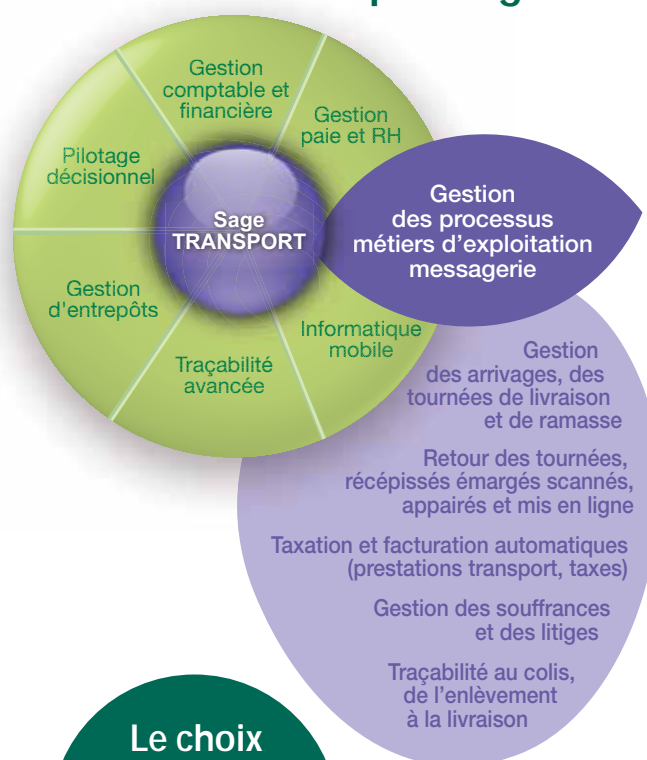 Gestion
comptable et
financière
Gestion
paie et RH
Pilotage
décisionnel
Sage
TRANSPORT
Gestion
des processus
métiers d’exploitation
messagerie
Gestion
d'entrepôts
Informatique
mobile
Traçabilité
avancée
Gestion
des arrivages, des
tournées de livraison
et de ramasse
Retour des tournées,
récépissés émargés scannés,
appairés et mis en ligne
Taxation et facturation automatiques
(prestations transport, taxes)
Gestion des souffrances
et des litiges
Traçabilité au colis,
de l’enlèvement
à la livraison
Le choix